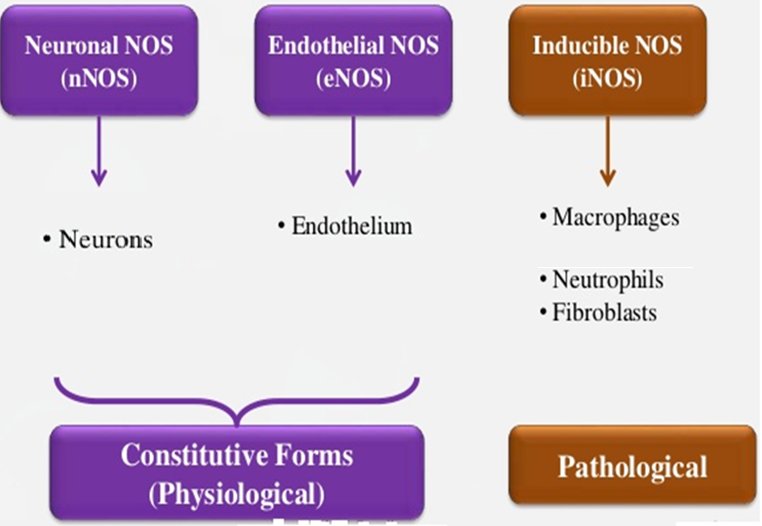 Neuronal NOS
(nNOS)
Endothelial NOS
(eNOS)
Inducible NOS
(iNOS)
• Neurons
• Endothelium
• Macrophages
• Neutrophils
• Fibroblasts
Constitutive Forms
(Physiological)
Pathological